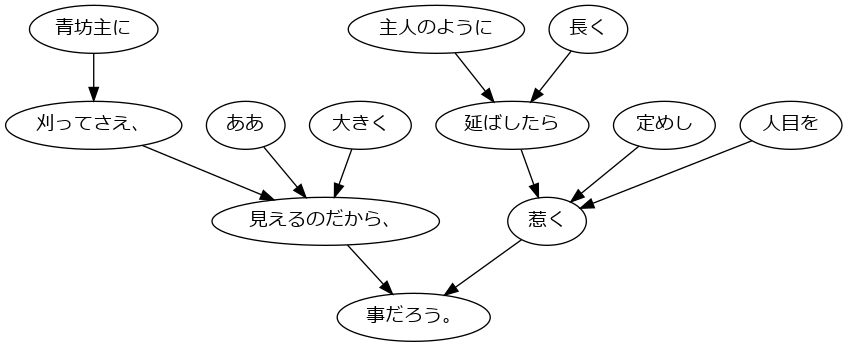 青坊主に
主人のように
長く
刈ってさえ、
ああ
大きく
延ばしたら
定めし
人目を
見えるのだから、
惹く
事だろう。